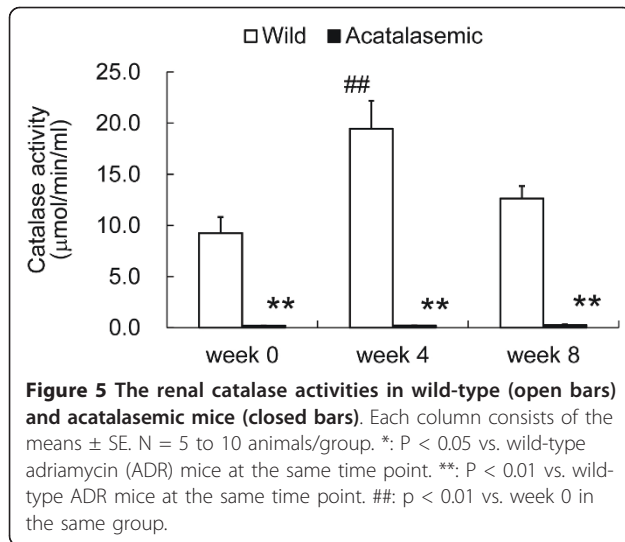 □Wild ■Acatalasemic
Catalase activity
(μmol/min/ml)
25.0
20.0
15.0
10.0
5.0
0.0
##
**
**
**
week 0 week 4 week 8
Figure 5 The renal catalase activities in wild-type (open bars)
and acatalasemic mice (closed bars). Each column consists of the
means ± SE. N = 5 to 10 animals/group. *: P < 0.05 vs. wild-type
adriamycin (ADR) mice at the same time point. **: P < 0.01 vs. wild-
type ADR mice at the same time point. ##: p < 0.01 vs. week 0 in
the same group.